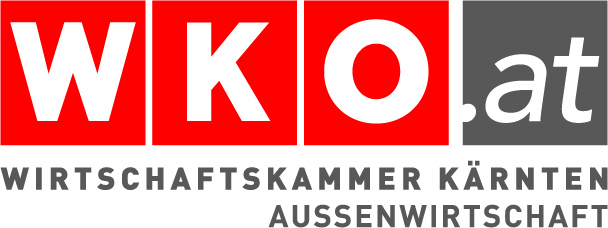 WKO.at
WIRTSCHAFTSKAMMER KÄRNTEN
AUSSENWIRTSCHAFT